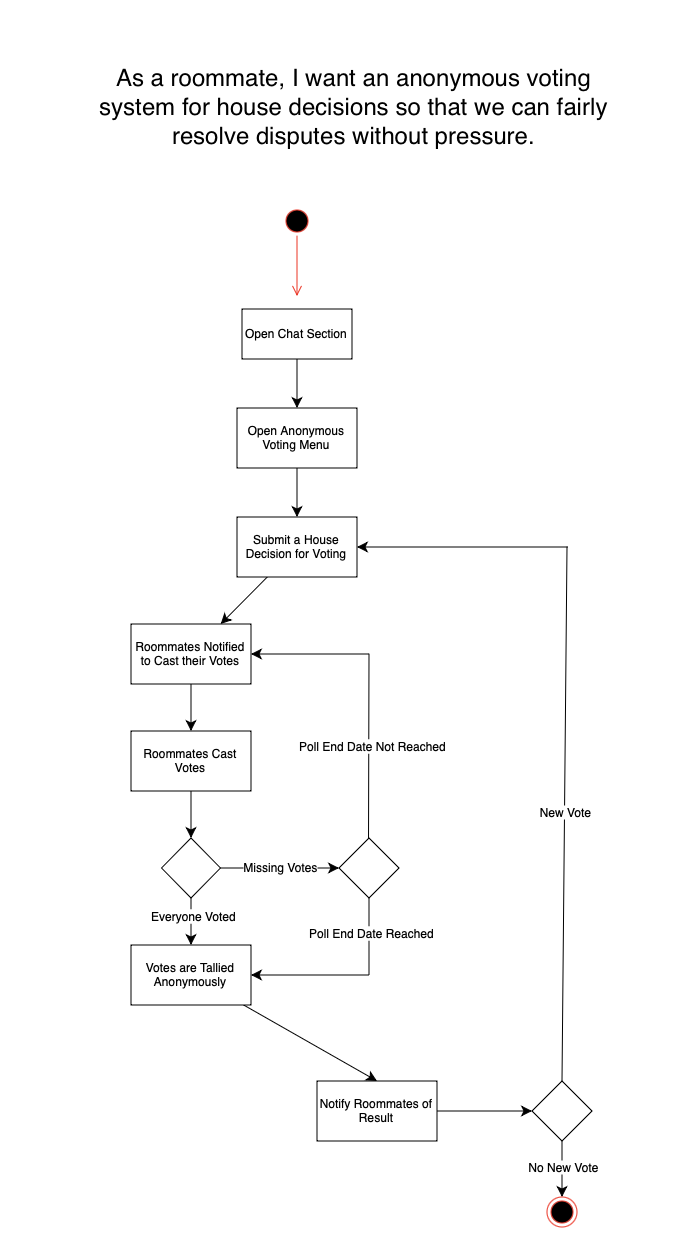 As a roommate, I want an anonymous voting
system for house decisions so that we can fairly
resolve disputes without pressure.
Open Chat Section
Open Anonymous
Voting Menu
Submit a House
Decision for Voting
Roommates Notified
to Cast their Votes
Poll End Date Not Reached
Roommates Cast
Votes
New Vote
Missing Votes
Everyone Voted
Poll End Date Reached
Votes are Tallied
Anonymously
Notify Roommates of
Result
No New Vote